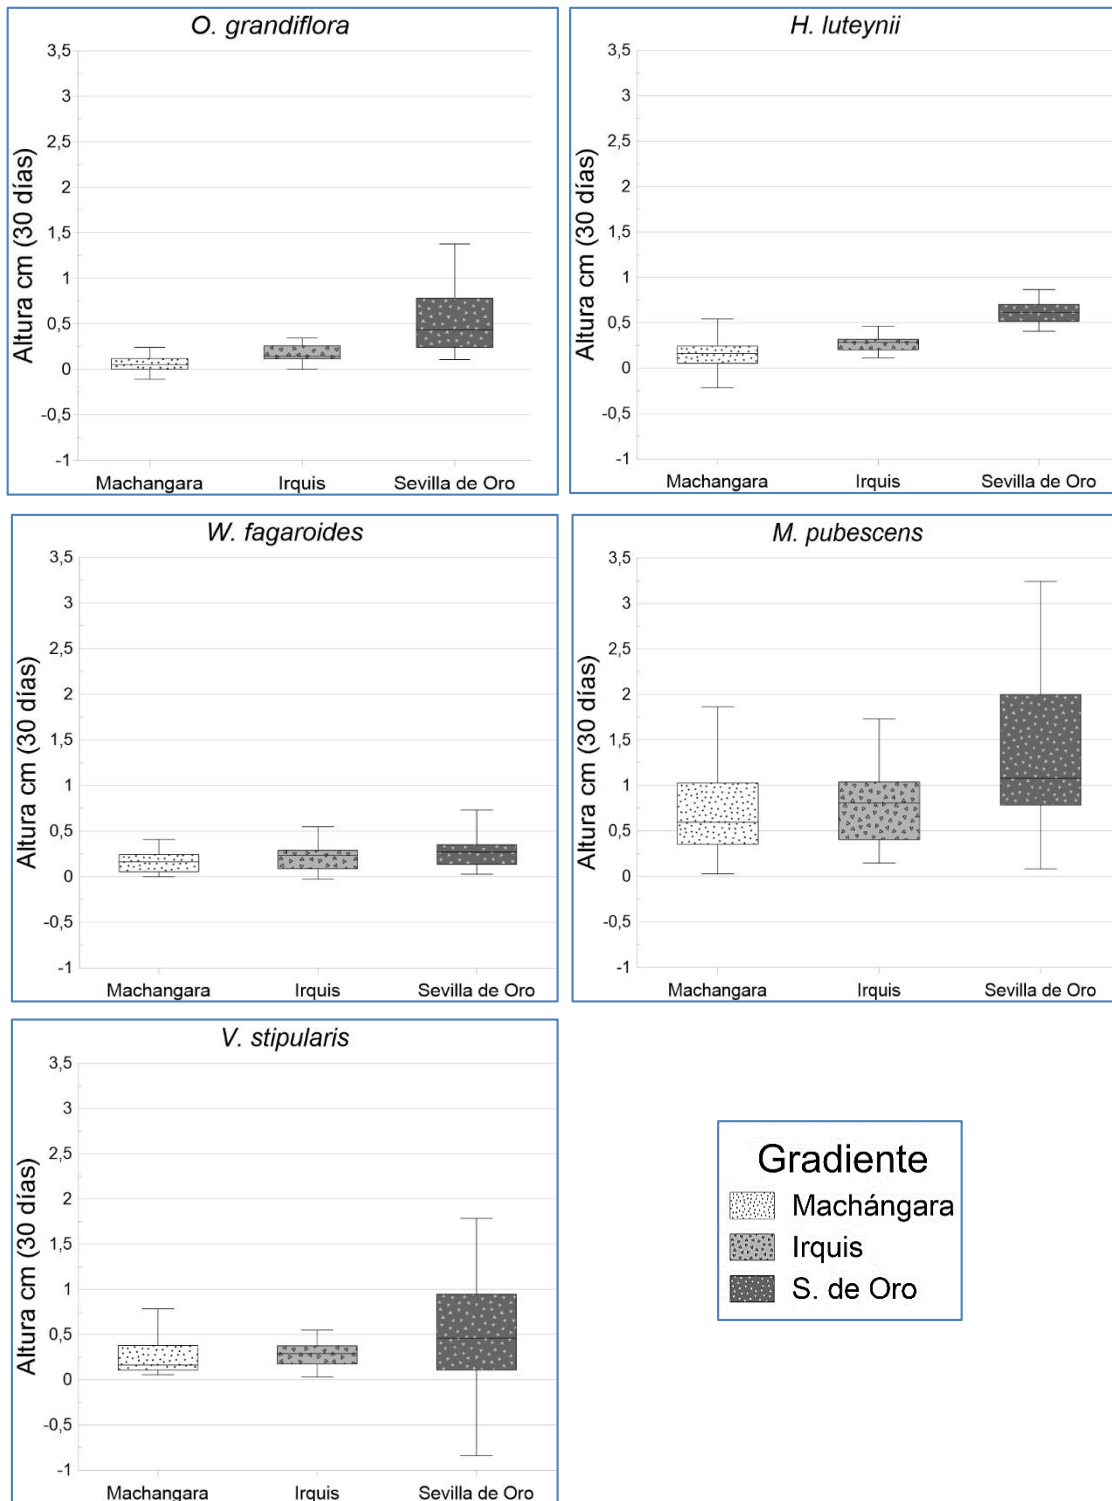 O. grandiflora
Altura cm (30 días)
3,5
3
2,5
2
1,5
1
0,5
0
-0,5
-1
Machangara Irquis Sevilla de Oro
H. luteynii
Altura cm (30 días)
3,5
3
2,5
2
1,5
1
0,5
0
-0,5
-1
Machangara Irquis Sevilla de Oro
W. fagaroides
Altura cm (30 días)
3,5
3
2,5
2
1,5
1
0,5
0
-0,5
-1
Machangara Irquis Sevilla de Oro
M. pubescens
Altura cm (30 días)
3,5
3
2,5
2
1,5
1
0,5
0
-0,5
-1
Machangara Irquis Sevilla de Oro
V. stipularis
Altura cm (30 días)
3,5
3
2,5
2
1,5
1
0,5
0
-0,5
-1
Machangara Irquis Sevilla de Oro
Gradiente
Machángara
Irquis
S. de Oro